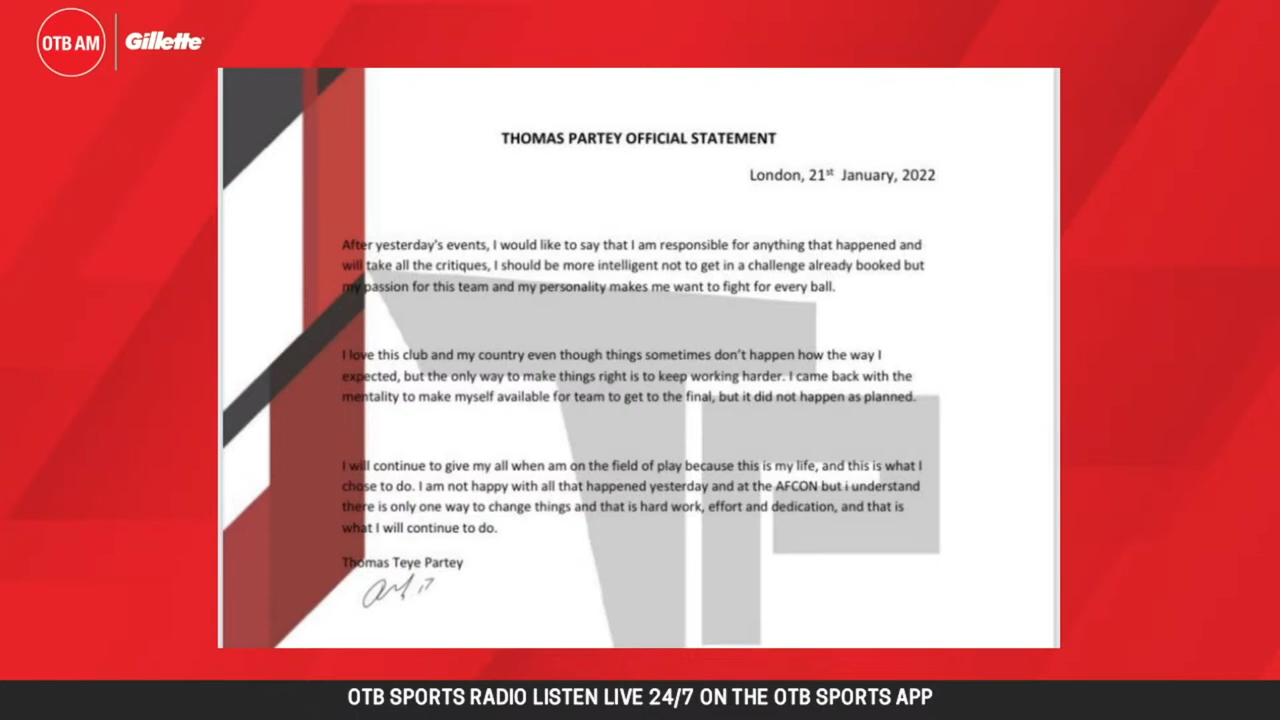 OTB AM
Gillette
THOMAS PARTEY OFFICIAL STATEMENT
London, 21st January, 2022
After yesterday's events, I would like to say that I am responsible for anything that happened and
will take all the critiques, I should be more intelligent not to get in a challenge already booked but
my passion for this team and my personality makes me want to fight for every ball.
I love this club and my country even though things sometimes don't happen how the way I
expected, but the only way to make things right is to keep working harder. I came back with the
mentality to make myself available for team to get to the final, but it did not happen as planned.
I will continue to give my all when am on the field of play because this is my life, and this is what I
chose to do. I am not happy with all that happened yesterday and at the AFCON but i understand
there is only one way to change things and that is hard work, effort and dedication, and that is
what I will continue to do.
Thomas Teye Partey
OTB SPORTS RADIO LISTEN LIVE 24/7 ON THE OTB SPORTS APP